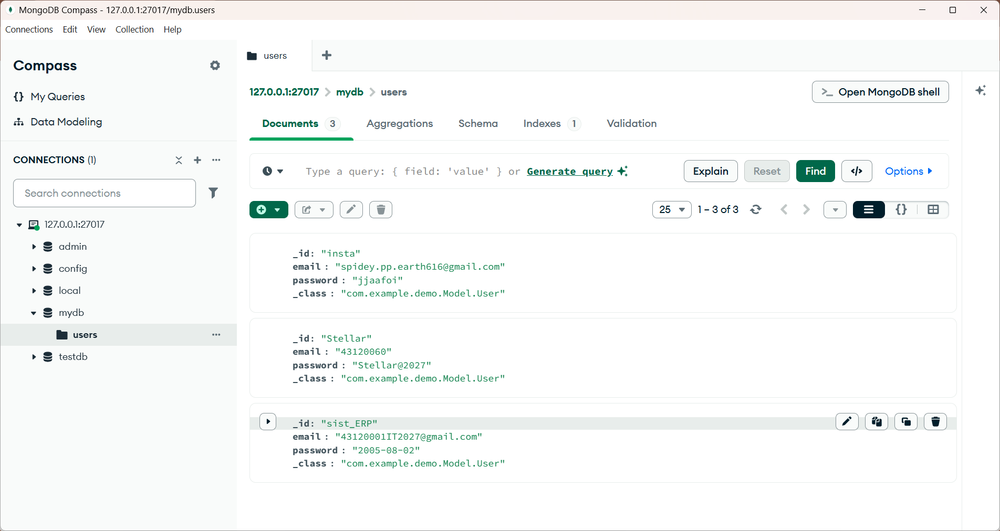 MongoDB Compass - 127.0.0.1:27017/mydb.users
Connections Edit View Collection Help
Compass
My Queries
Data Modeling
CONNECTIONS (1)
Search connections
127.0.0.1:27017
admin
config
local
mydb
users
testdb
users
127.0.0.1:27017 > mydb > users
>_ Open MongoDB shell
Documents 3 Aggregations Schema Indexes 1 Validation
Type a query: { field: 'value' } or Generate query
Explain Reset Find </> Options
25 1 – 3 of 3 {}
_id: "insta"
email : "spidey.pp.earth616@gmail.com"
password : "jjaafoi"
_class : "com.example.demo.Model.User"
_id: "Stellar"
email : "43120060"
password : "Stellar@2027"
_class : "com.example.demo.Model.User"
_id: "sist_ERP"
email : "43120001IT2027@gmail.com"
password : "2005-08-02"
_class : "com.example.demo.Model.User"